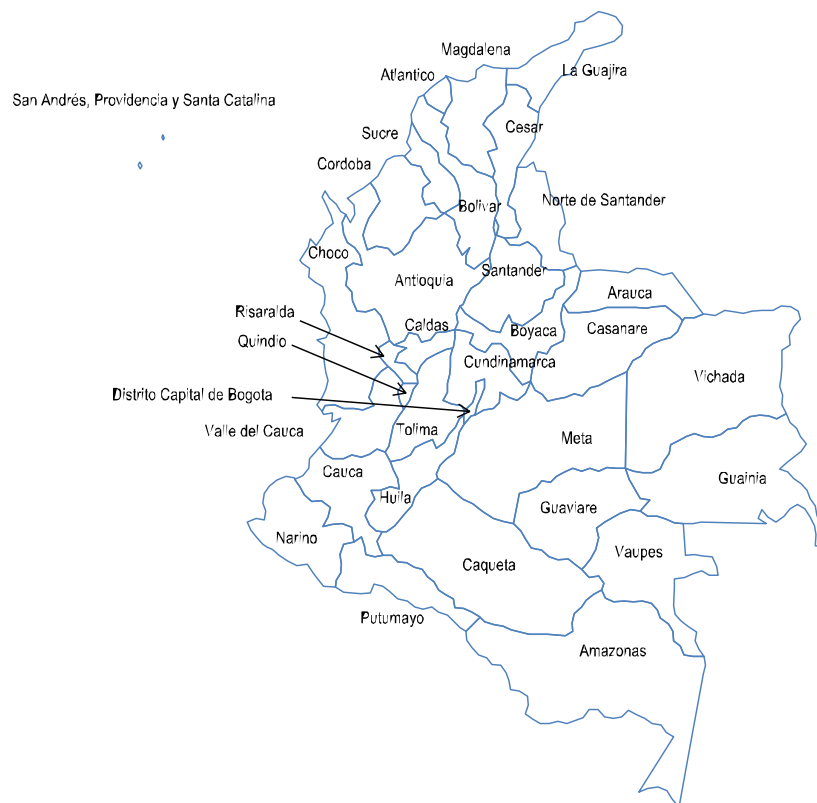 Magdalena
La Guajira
Atlantico
San Andrés, Providencia y Santa Catalina
Cesar
Sucre
Cordoba
Norte de Santander
Bolivar
Choco
Santander
Antioquia
Arauca
Risaralda
Caldas
Boyaca
Casanare
Quindio
Cundinamarca
Vichada
Distrito Capital de Bogota
Valle del Cauca
Tolima
Meta
Cauca
Guainia
Huila
Guaviare
Narino
Vaupes
Caqueta
Putumayo
Amazonas